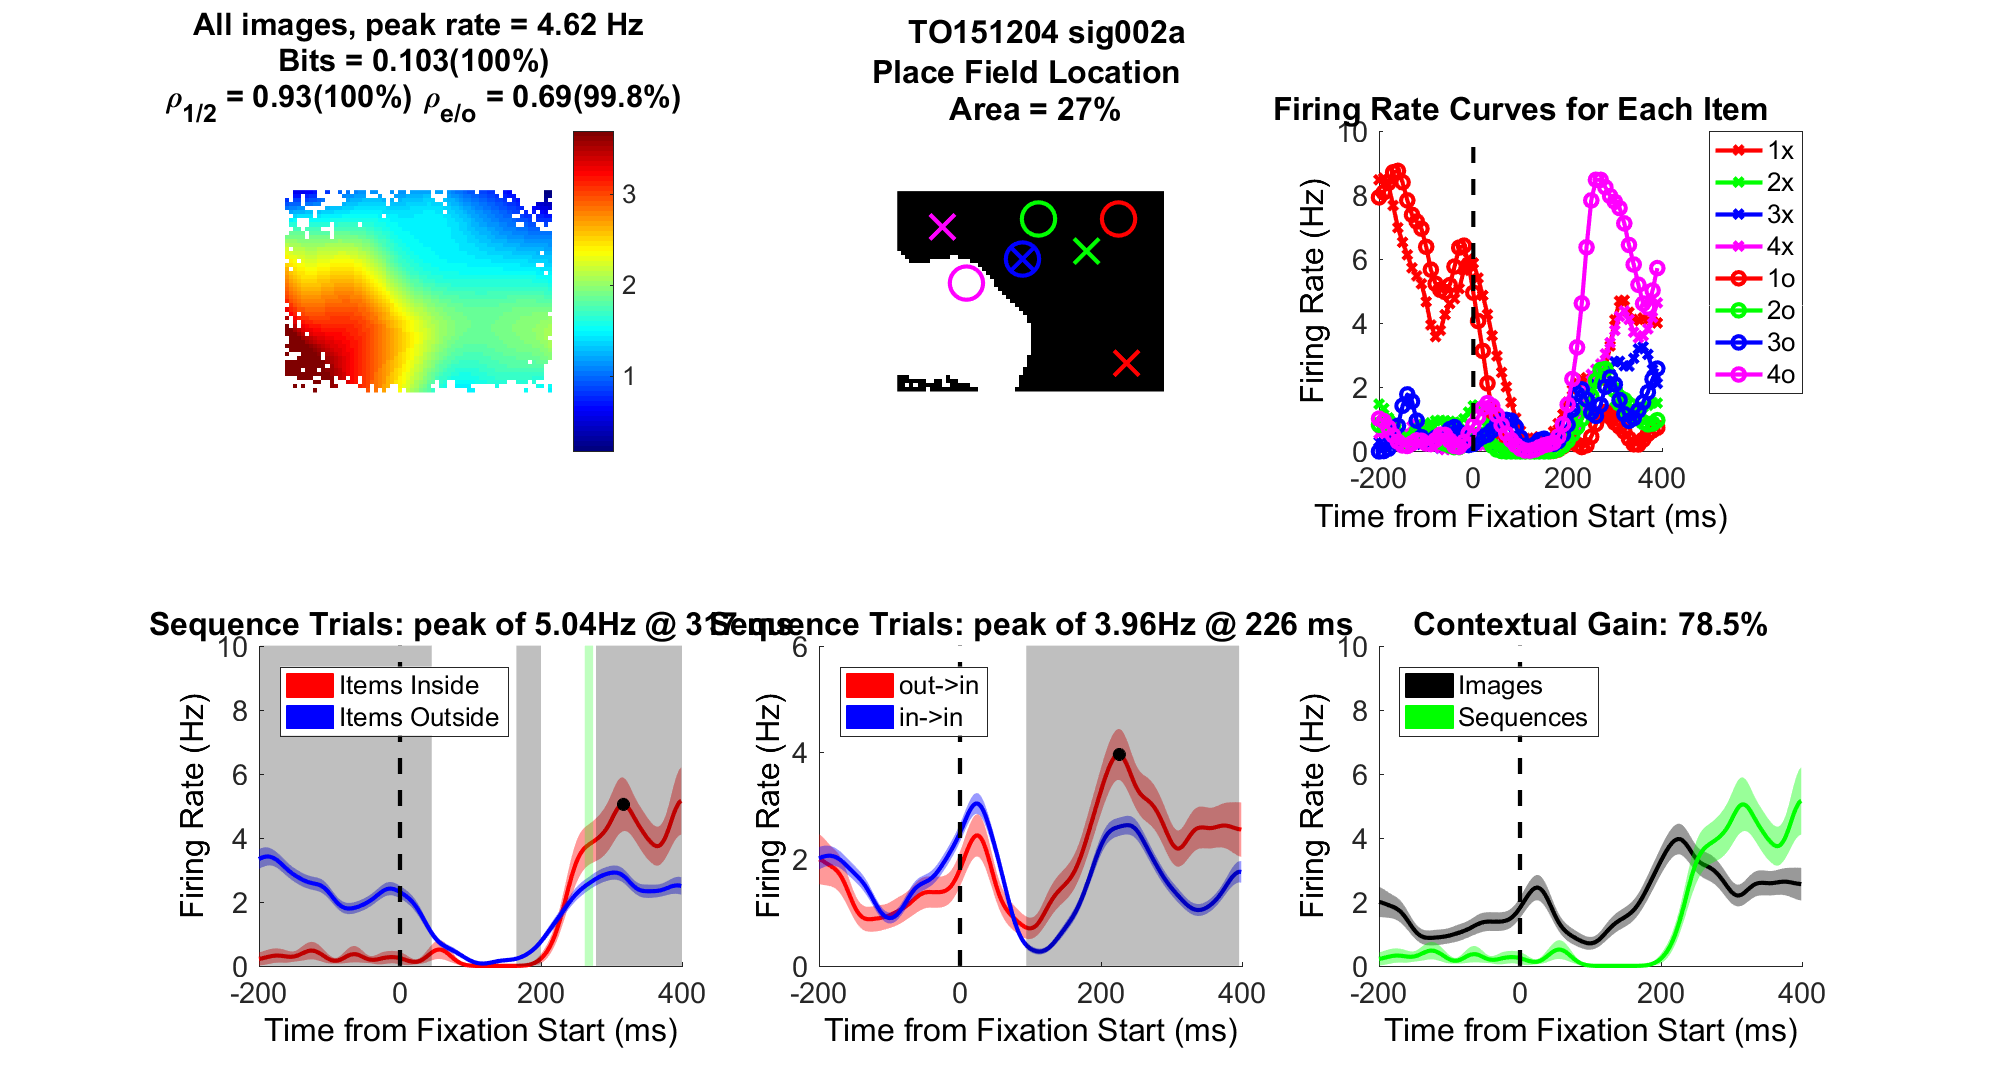 All images, peak rate = 4.62 Hz
Bits = 0.103(100%)
ρ1/2 = 0.93(100%) ρe/o = 0.69(99.8%)
3
2
1
TO151204 sig002a
Place Field Location
Area = 27%
Firing Rate Curves for Each Item
Firing Rate (Hz)
10
8
6
4
2
0
-200
0
200
400
Time from Fixation Start (ms)
1x
2x
3x
4x
1o
2o
3o
4o
Sequence Trials: peak of 5.04Hz @ 317 ms
Firing Rate (Hz)
10
8
6
4
2
0
-200
0
200
400
Time from Fixation Start (ms)
Items Inside
Items Outside
Sequence Trials: peak of 3.96Hz @ 226 ms
Firing Rate (Hz)
6
4
2
0
-200
0
200
400
Time from Fixation Start (ms)
out->in
in->in
Contextual Gain: 78.5%
Firing Rate (Hz)
10
8
6
4
2
0
-200
0
200
400
Time from Fixation Start (ms)
Images
Sequences